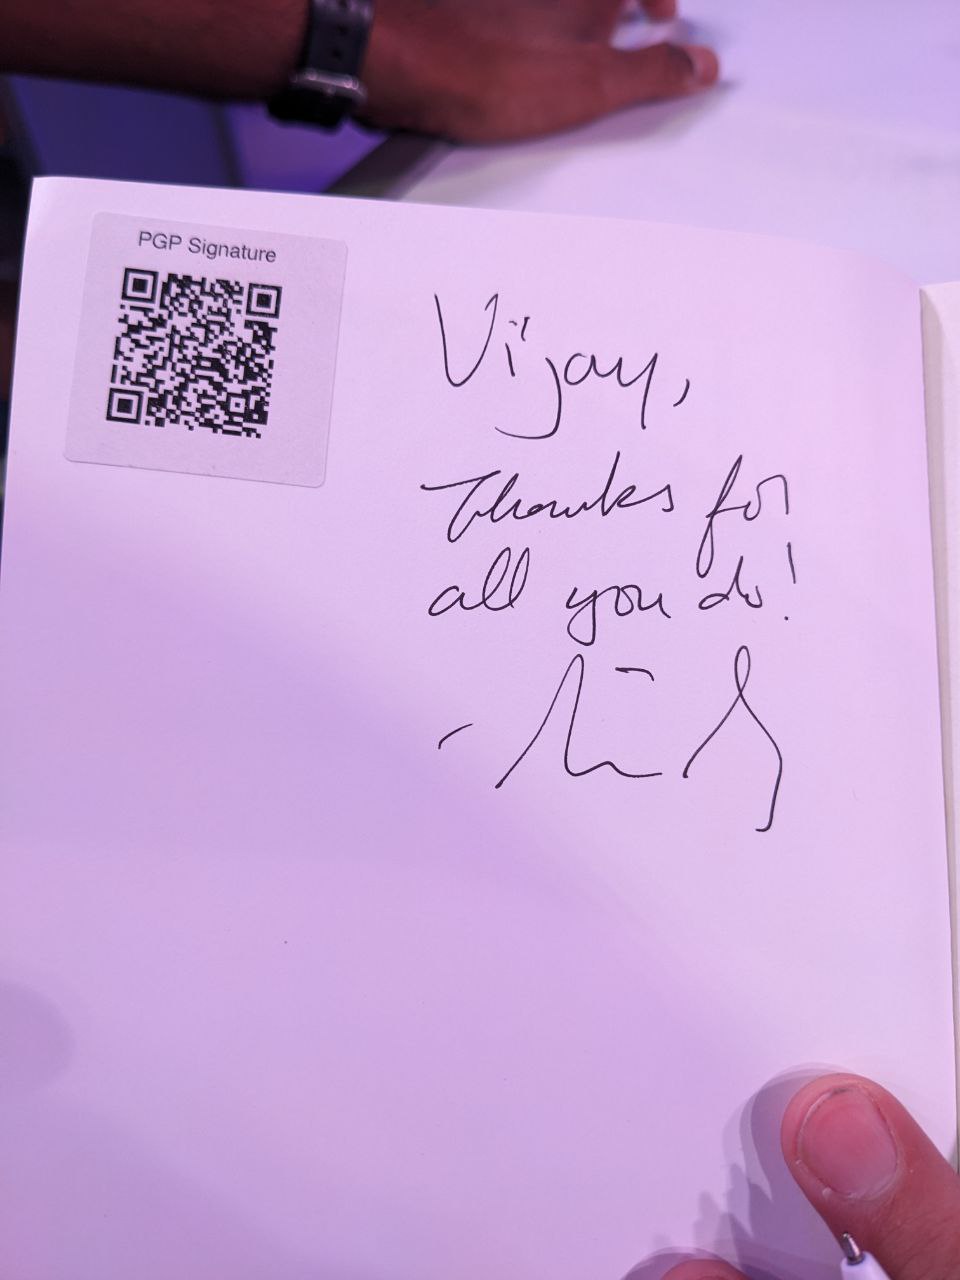 PGP Signature
Vijay,
Thanks for
all you do!